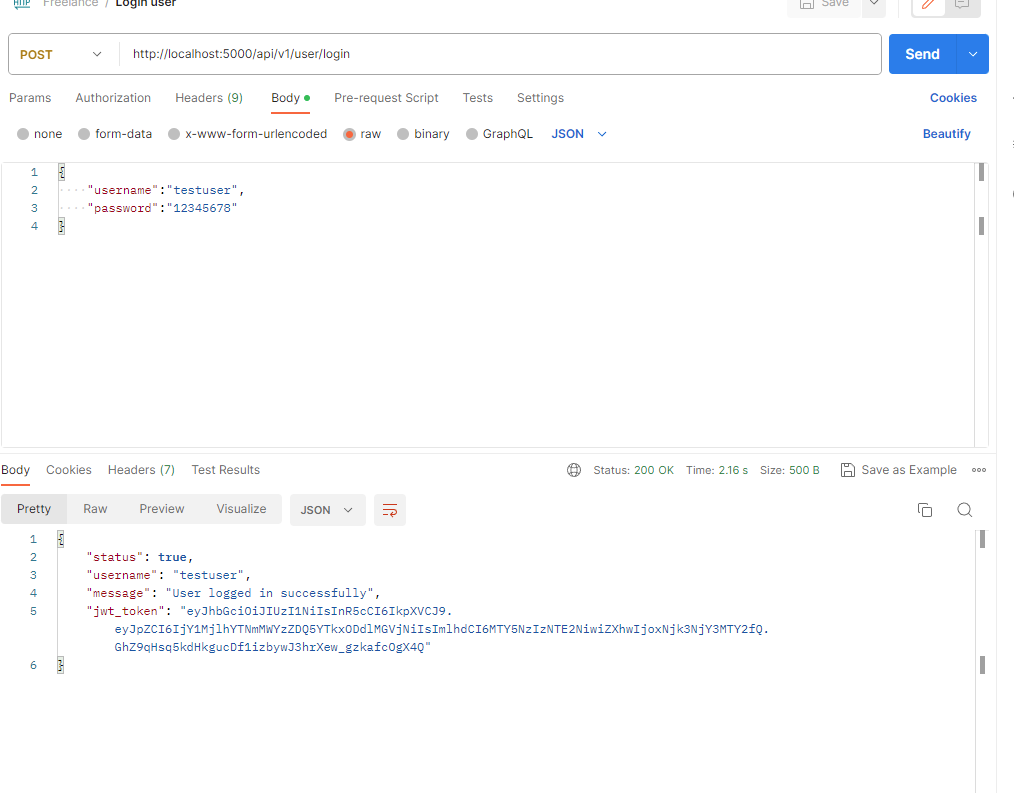 HTTP Freelance / Login user Save
POST http://localhost:5000/api/v1/user/login Send
Params Authorization Headers (9) Body Pre-request Script Tests Settings Cookies
none form-data x-www-form-urlencoded raw binary GraphQL JSON Beautify
1 {
2 "username":"testuser",
3 "password":"12345678"
4 }
Body Cookies Headers (7) Test Results Status: 200 OK Time: 2.16 s Size: 500 B Save as Example
Pretty Raw Preview Visualize JSON
1 {
2 "status": true,
3 "username": "testuser",
4 "message": "User logged in successfully",
5 "jwt_token": "eyJhbGciOiJIUzI1NiIsInR5cCI6IkpXVCJ9.
eyJpZCI6IjY1MjlhYTNmMWYzZDQ5YTkxODdlMGVjNiIsImlhdCI6MTY5NzIzNTE2NiwiZXhwIjoxNjk3NjY3MTY2fQ.
GhZ9qHsq5kdHkgucDf1izbywJ3hrXew_gzkafcOgX4Q"
6 }